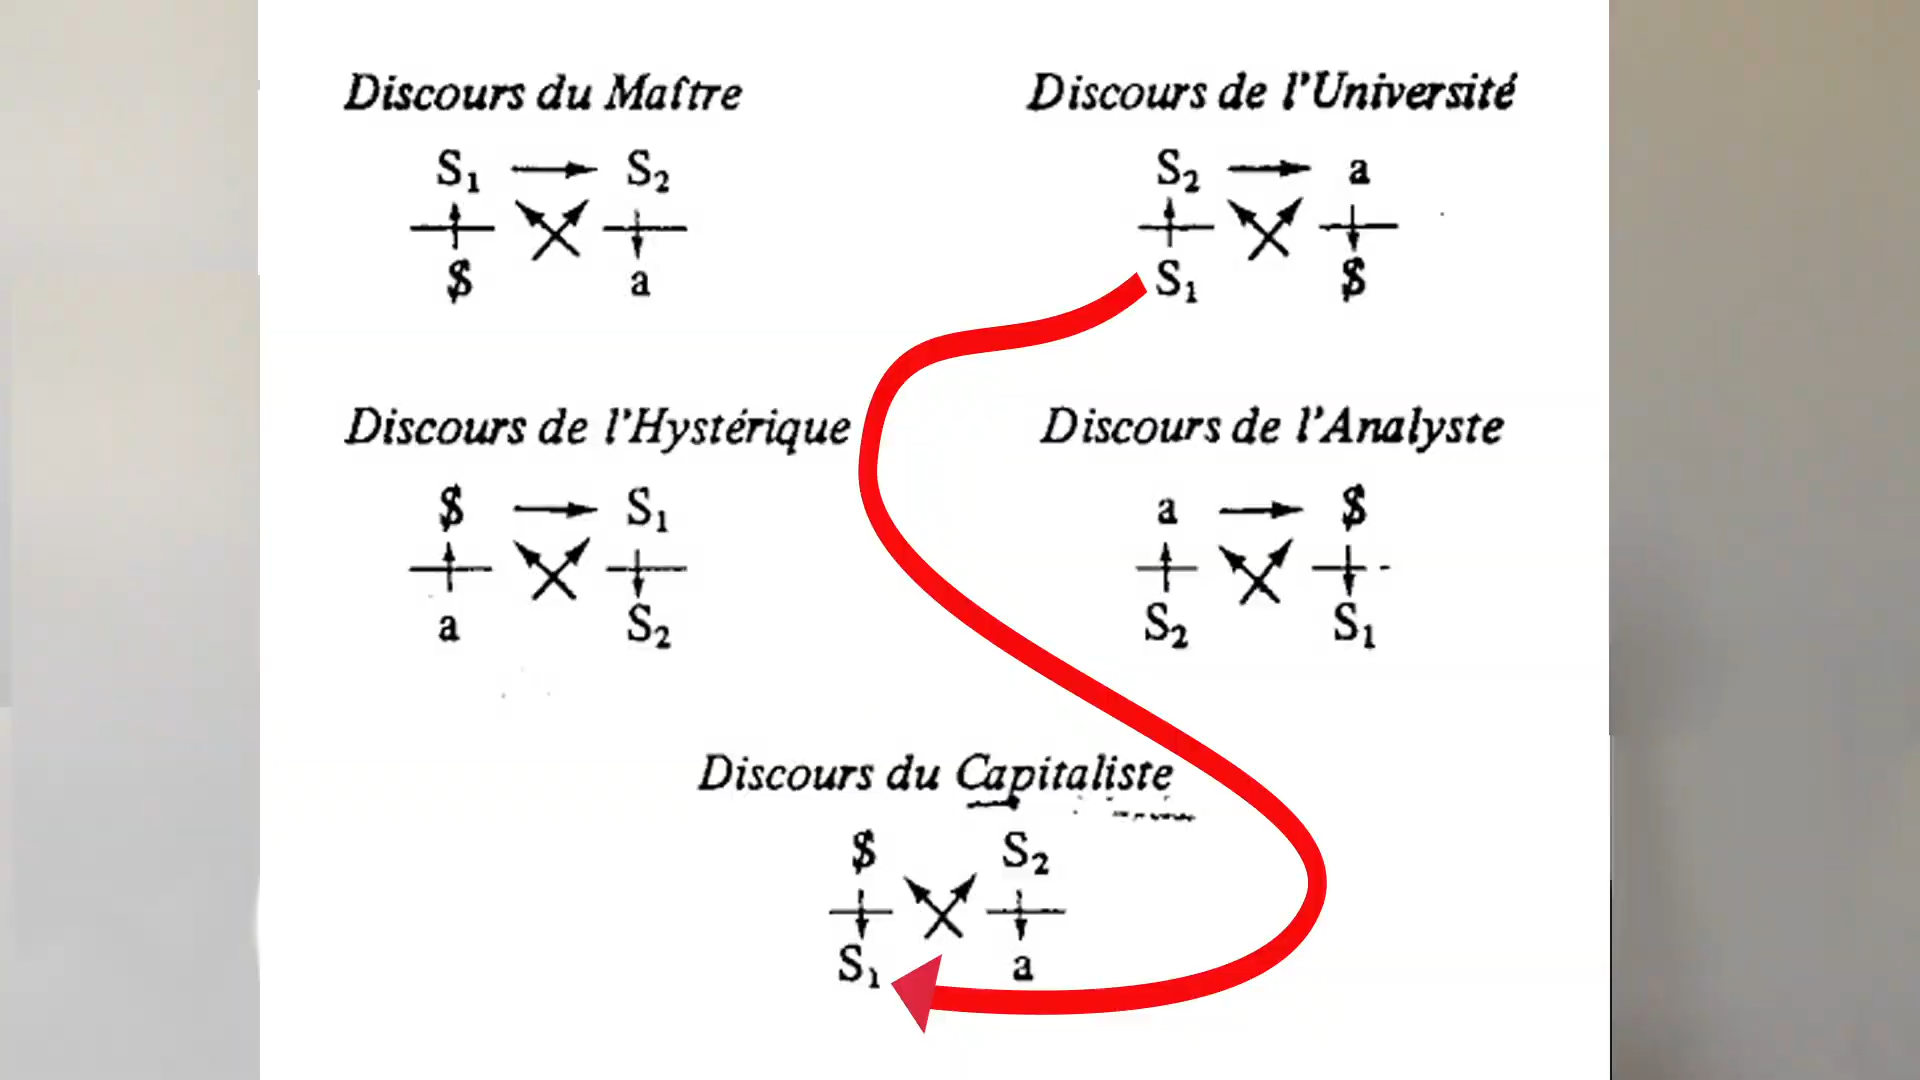 Discours du Maître
S₁ → S₂
$ a
Discours de l'Université
S₂ → a
S₁ $
Discours de l'Hystérique
$ → S₁
a S₂
Discours de l'Analyste
a → $
S₂ S₁
Discours du Capitaliste
$ S₂
S₁ a